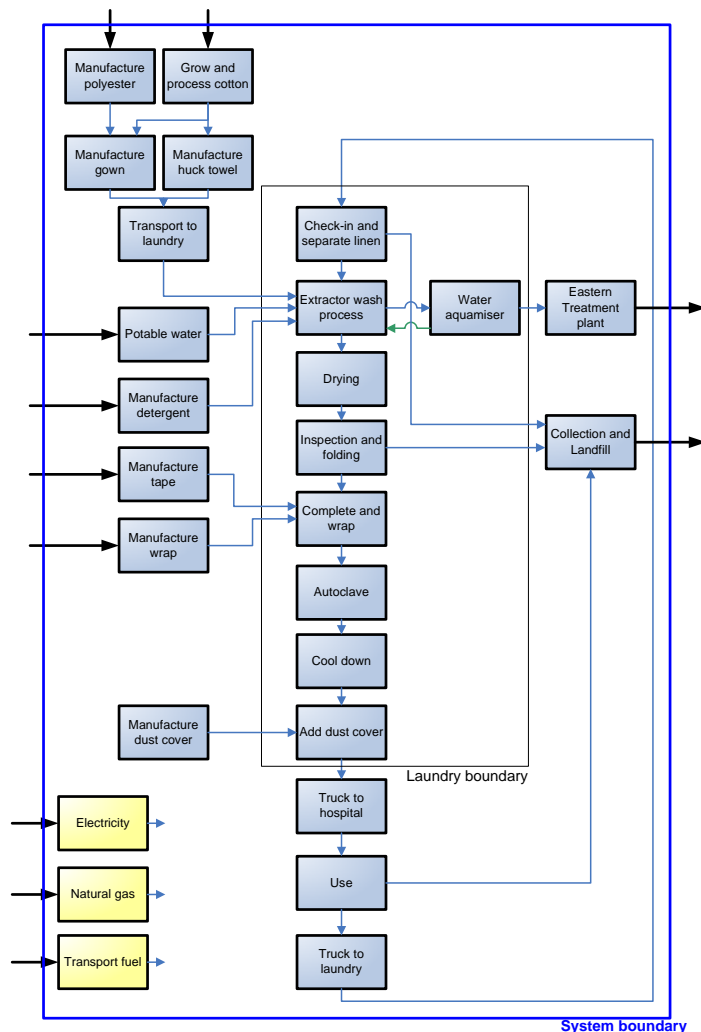 Manufacture
polyester
Grow and
process cotton
Manufacture
gown
Manufacture
huck towel
Transport to
laundry
Check-in and
separate linen
Extractor wash
process
Water
aquamiser
Eastern
Treatment
plant
Potable water
Drying
Manufacture
detergent
Inspection and
folding
Collection and
Landfill
Manufacture
tape
Complete and
wrap
Manufacture
wrap
Autoclave
Cool down
Manufacture
dust cover
Add dust cover
Laundry boundary
Truck to
hospital
Electricity
Use
Natural gas
Truck to
laundry
Transport fuel
System boundary